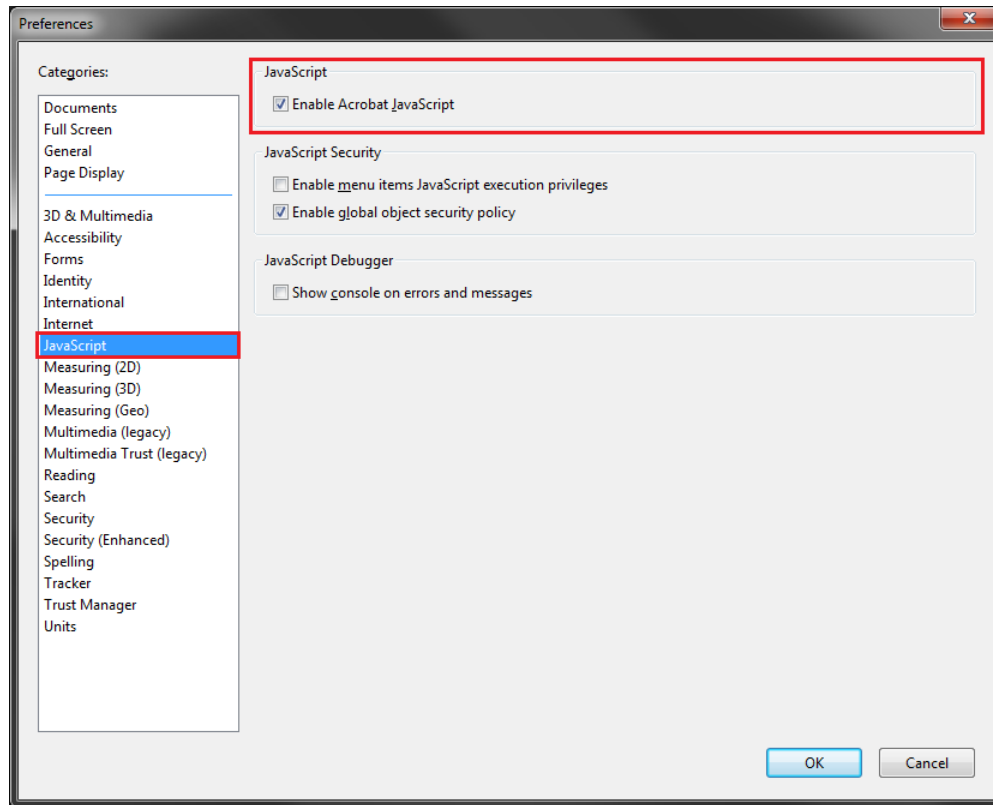 Preferences
Categories:
Documents
Full Screen
General
Page Display
3D & Multimedia
Accessibility
Forms
Identity
International
Internet
JavaScript
Measuring (2D)
Measuring (3D)
Measuring (Geo)
Multimedia (legacy)
Multimedia Trust (legacy)
Reading
Search
Security
Security (Enhanced)
Spelling
Tracker
Trust Manager
Units
JavaScript
Enable Acrobat JavaScript
JavaScript Security
Enable menu items JavaScript execution privileges
Enable global object security policy
JavaScript Debugger
Show console on errors and messages
OK
Cancel